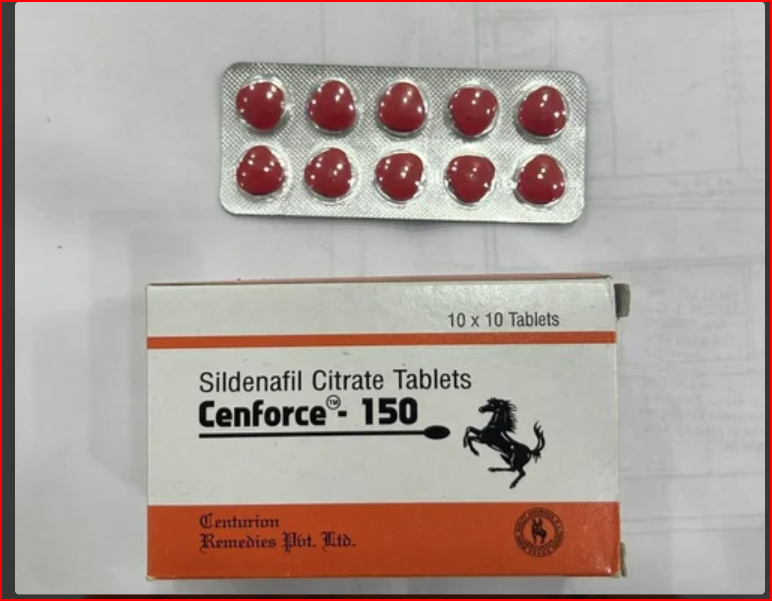 10 x 10 Tablets
Sildenafil Citrate Tablets
Cenforce™- 150
Centurion
Remedies Pvt. Ltd.